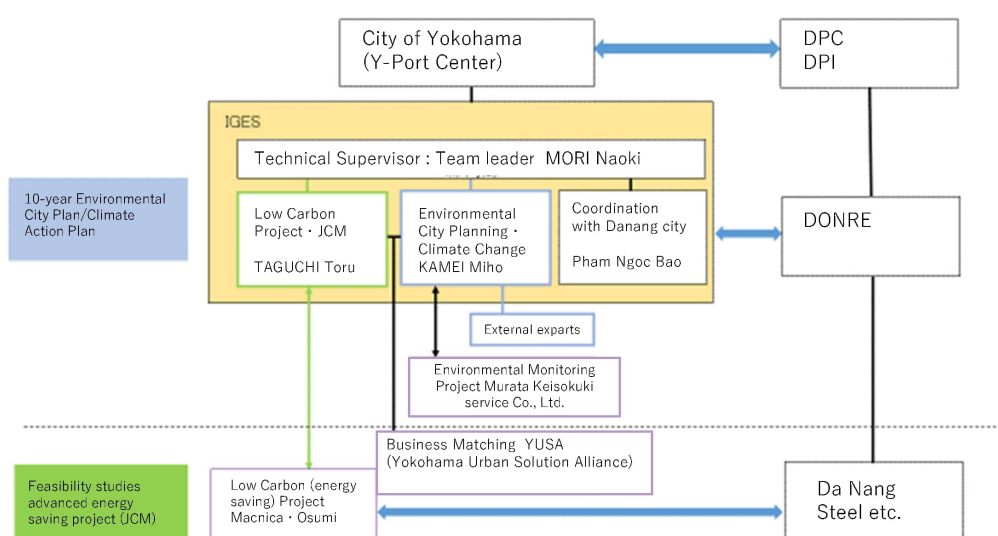 City of Yokohama
(Y-Port Center)
DPC
DPI
IGES
Technical Supervisor : Team leader MORI Naoki
10-year Environmental
City Plan/Climate
Action Plan
Low Carbon
Project・JCM
TAGUCHI Toru
Environmental
City Planning・
Climate Change
KAMEI Miho
Coordination
with Danang city
Pham Ngoc Bao
DONRE
External exparts
Environmental Monitoring
Project Murata Keisokuki
service Co., Ltd.
Business Matching YUSA
(Yokohama Urban Solution Alliance)
Feasibility studies
advanced energy
saving project (JCM)
Low Carbon (energy
saving) Project
Macnica・Osumi
Da Nang
Steel etc.